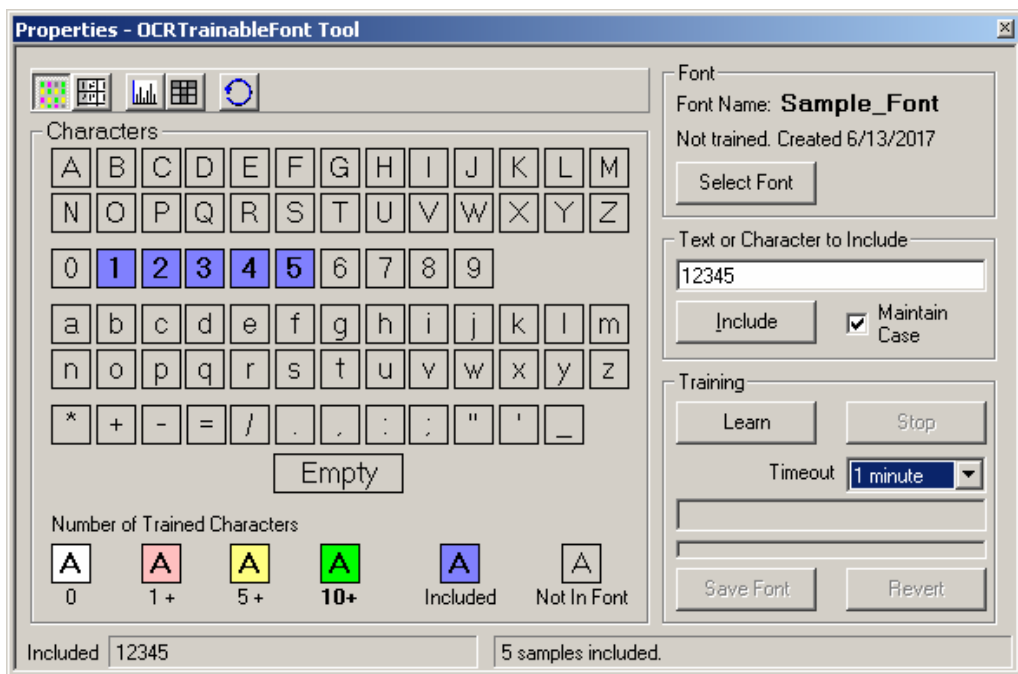 Properties - OCRTrainableFont Tool
Characters
A B C D E F G H I J K L M
N O P Q R S T U V W X Y Z
0 1 2 3 4 5 6 7 8 9
a b c d e f g h i j k l m
n o p q r s t u v w x y z
* + - = / . , : ; " ' _
Empty
Number of Trained Characters
A A A A A A
0 1 + 5 + 10+ Included Not In Font
Font
Font Name: Sample_Font
Not trained. Created 6/13/2017
Select Font
Text or Character to Include
12345
Include Maintain Case
Training
Learn Stop
Timeout 1 minute
Save Font Revert
Included 12345 5 samples included.